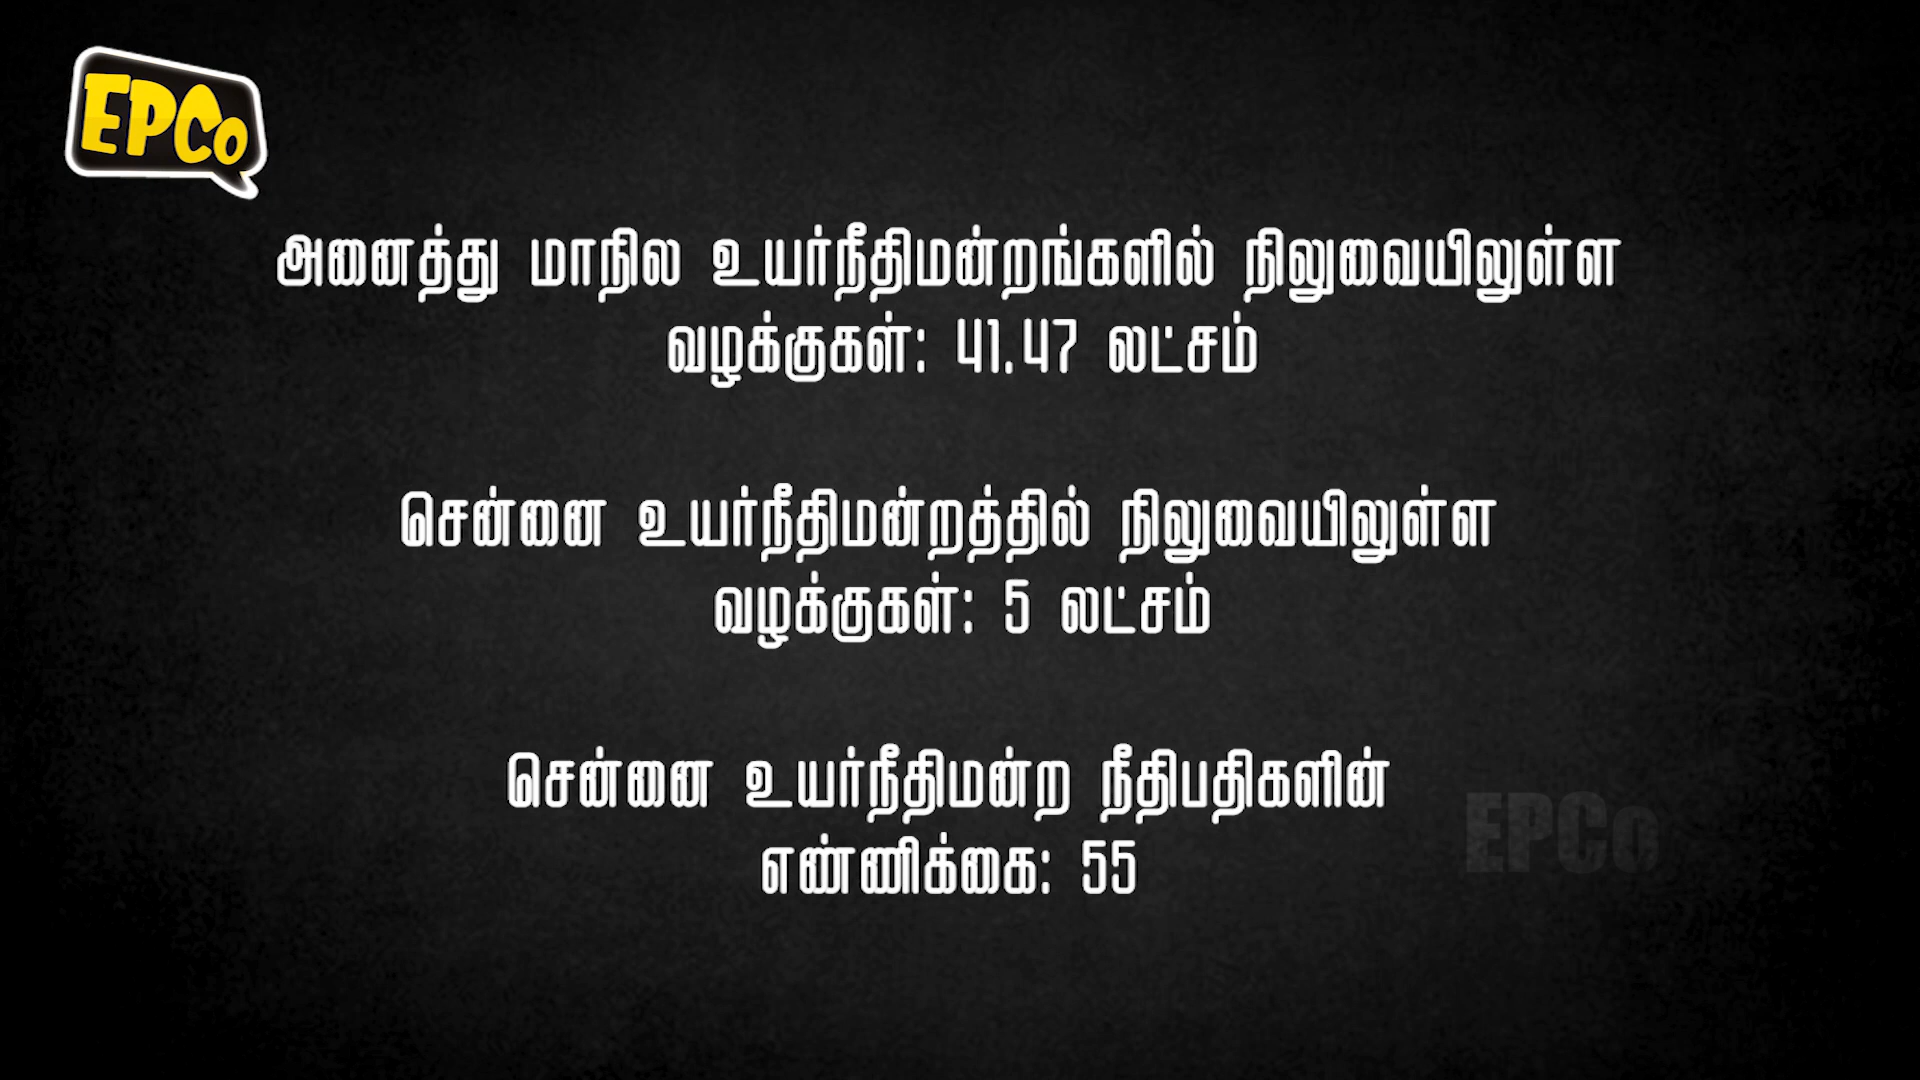 EPCo
அனைத்து மாநில உயர்நீதிமன்றங்களில் நிலுவையிலுள்ள
வழக்குகள்: 41.47 லட்சம்
சென்னை உயர்நீதிமன்றத்தில் நிலுவையிலுள்ள
வழக்குகள்: 5 லட்சம்
சென்னை உயர்நீதிமன்ற நீதிபதிகளின்
எண்ணிக்கை: 55
EPCo